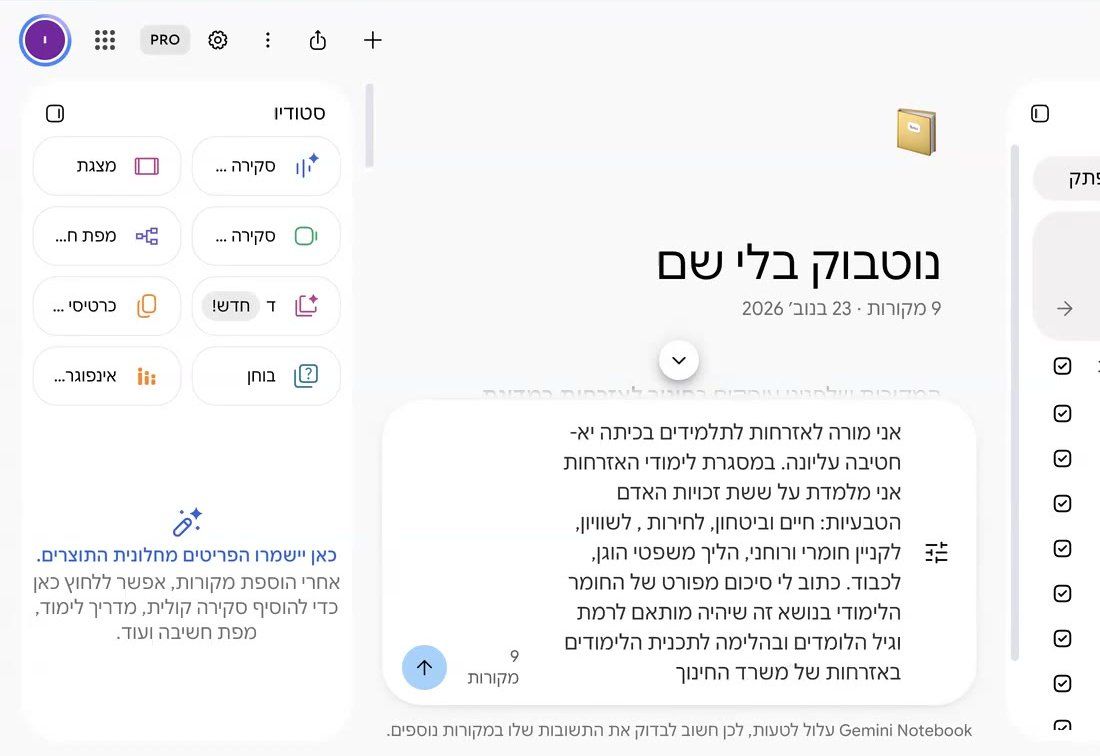 PRO
סטודיו
סקירה ...
מצגת
סקירה ...
מפת ח...
ד חדש!
כרטיסי ...
בוחן
אינפוגר...
כאן יישמרו הפריטים מחלונית התוצרים.
אחרי הוספת מקורות, אפשר ללחוץ כאן
כדי להוסיף סקירה קולית, מדריך לימוד,
מפת חשיבה ועוד.
נוטבוק בלי שם
9 מקורות · 23 בנוב׳ 2026
אני מורה לאזרחות לתלמידים בכיתה יא-
חטיבה עליונה. במסגרת לימודי האזרחות
אני מלמדת על ששת זכויות האדם
הטבעיות: חיים וביטחון, לחירות , לשוויון,
לקניין חומרי ורוחני, הליך משפטי הוגן,
לכבוד. כתוב לי סיכום מפורט של החומר
הלימודי בנושא זה שיהיה מותאם לרמת
וגיל הלומדים ובהלימה לתכנית הלימודים
באזרחות של משרד החינוך
9
מקורות
Gemini Notebook עלול לטעות, לכן חשוב לבדוק את התשובות שלו במקורות נוספים.